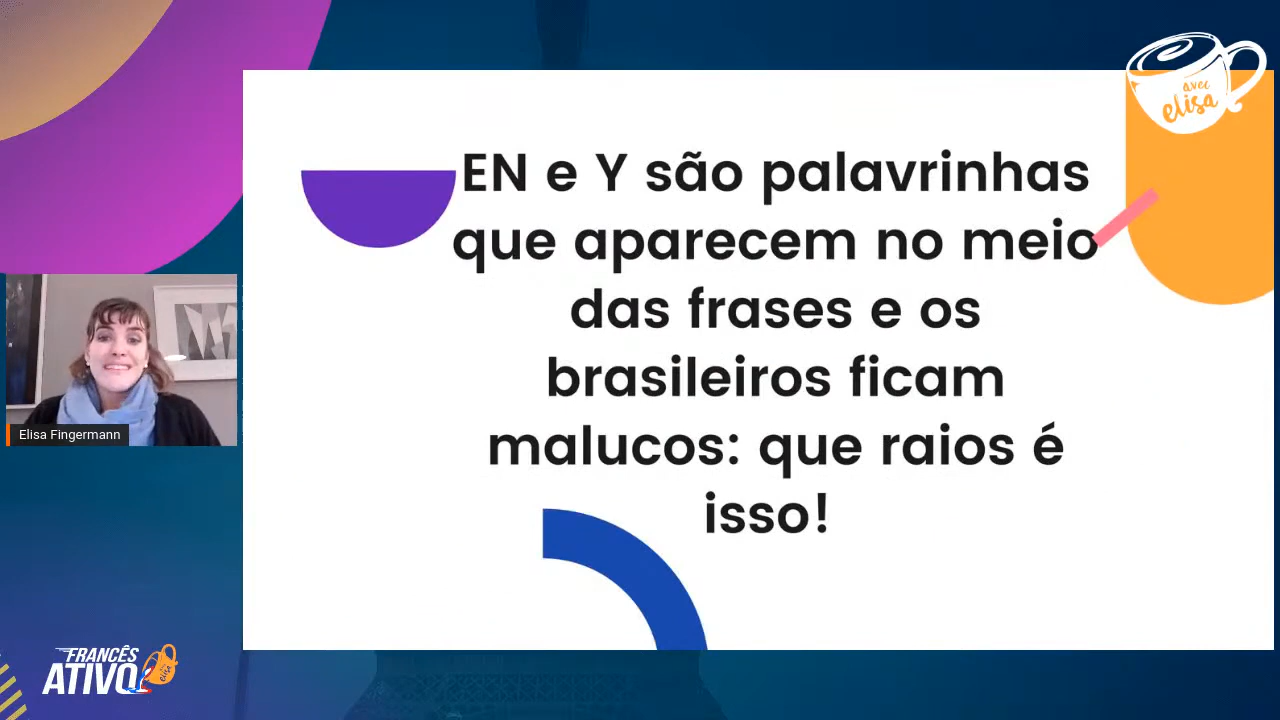 avec
elisa
EN e Y são palavrinhas
que aparecem no meio
das frases e os
brasileiros ficam
malucos: que raios é
isso!
Elisa Fingermann
FRANCÊS
ATIVO
elisa